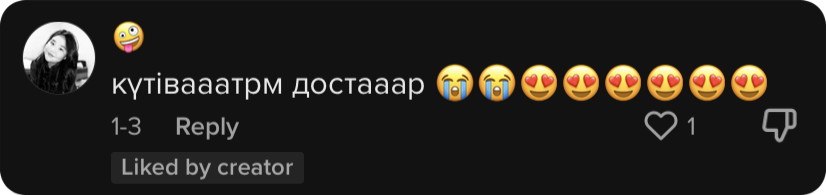 🤪
күтівааатрм достааар 😭😭😍😍😍😍😍😍
1-3 Reply 1
Liked by creator